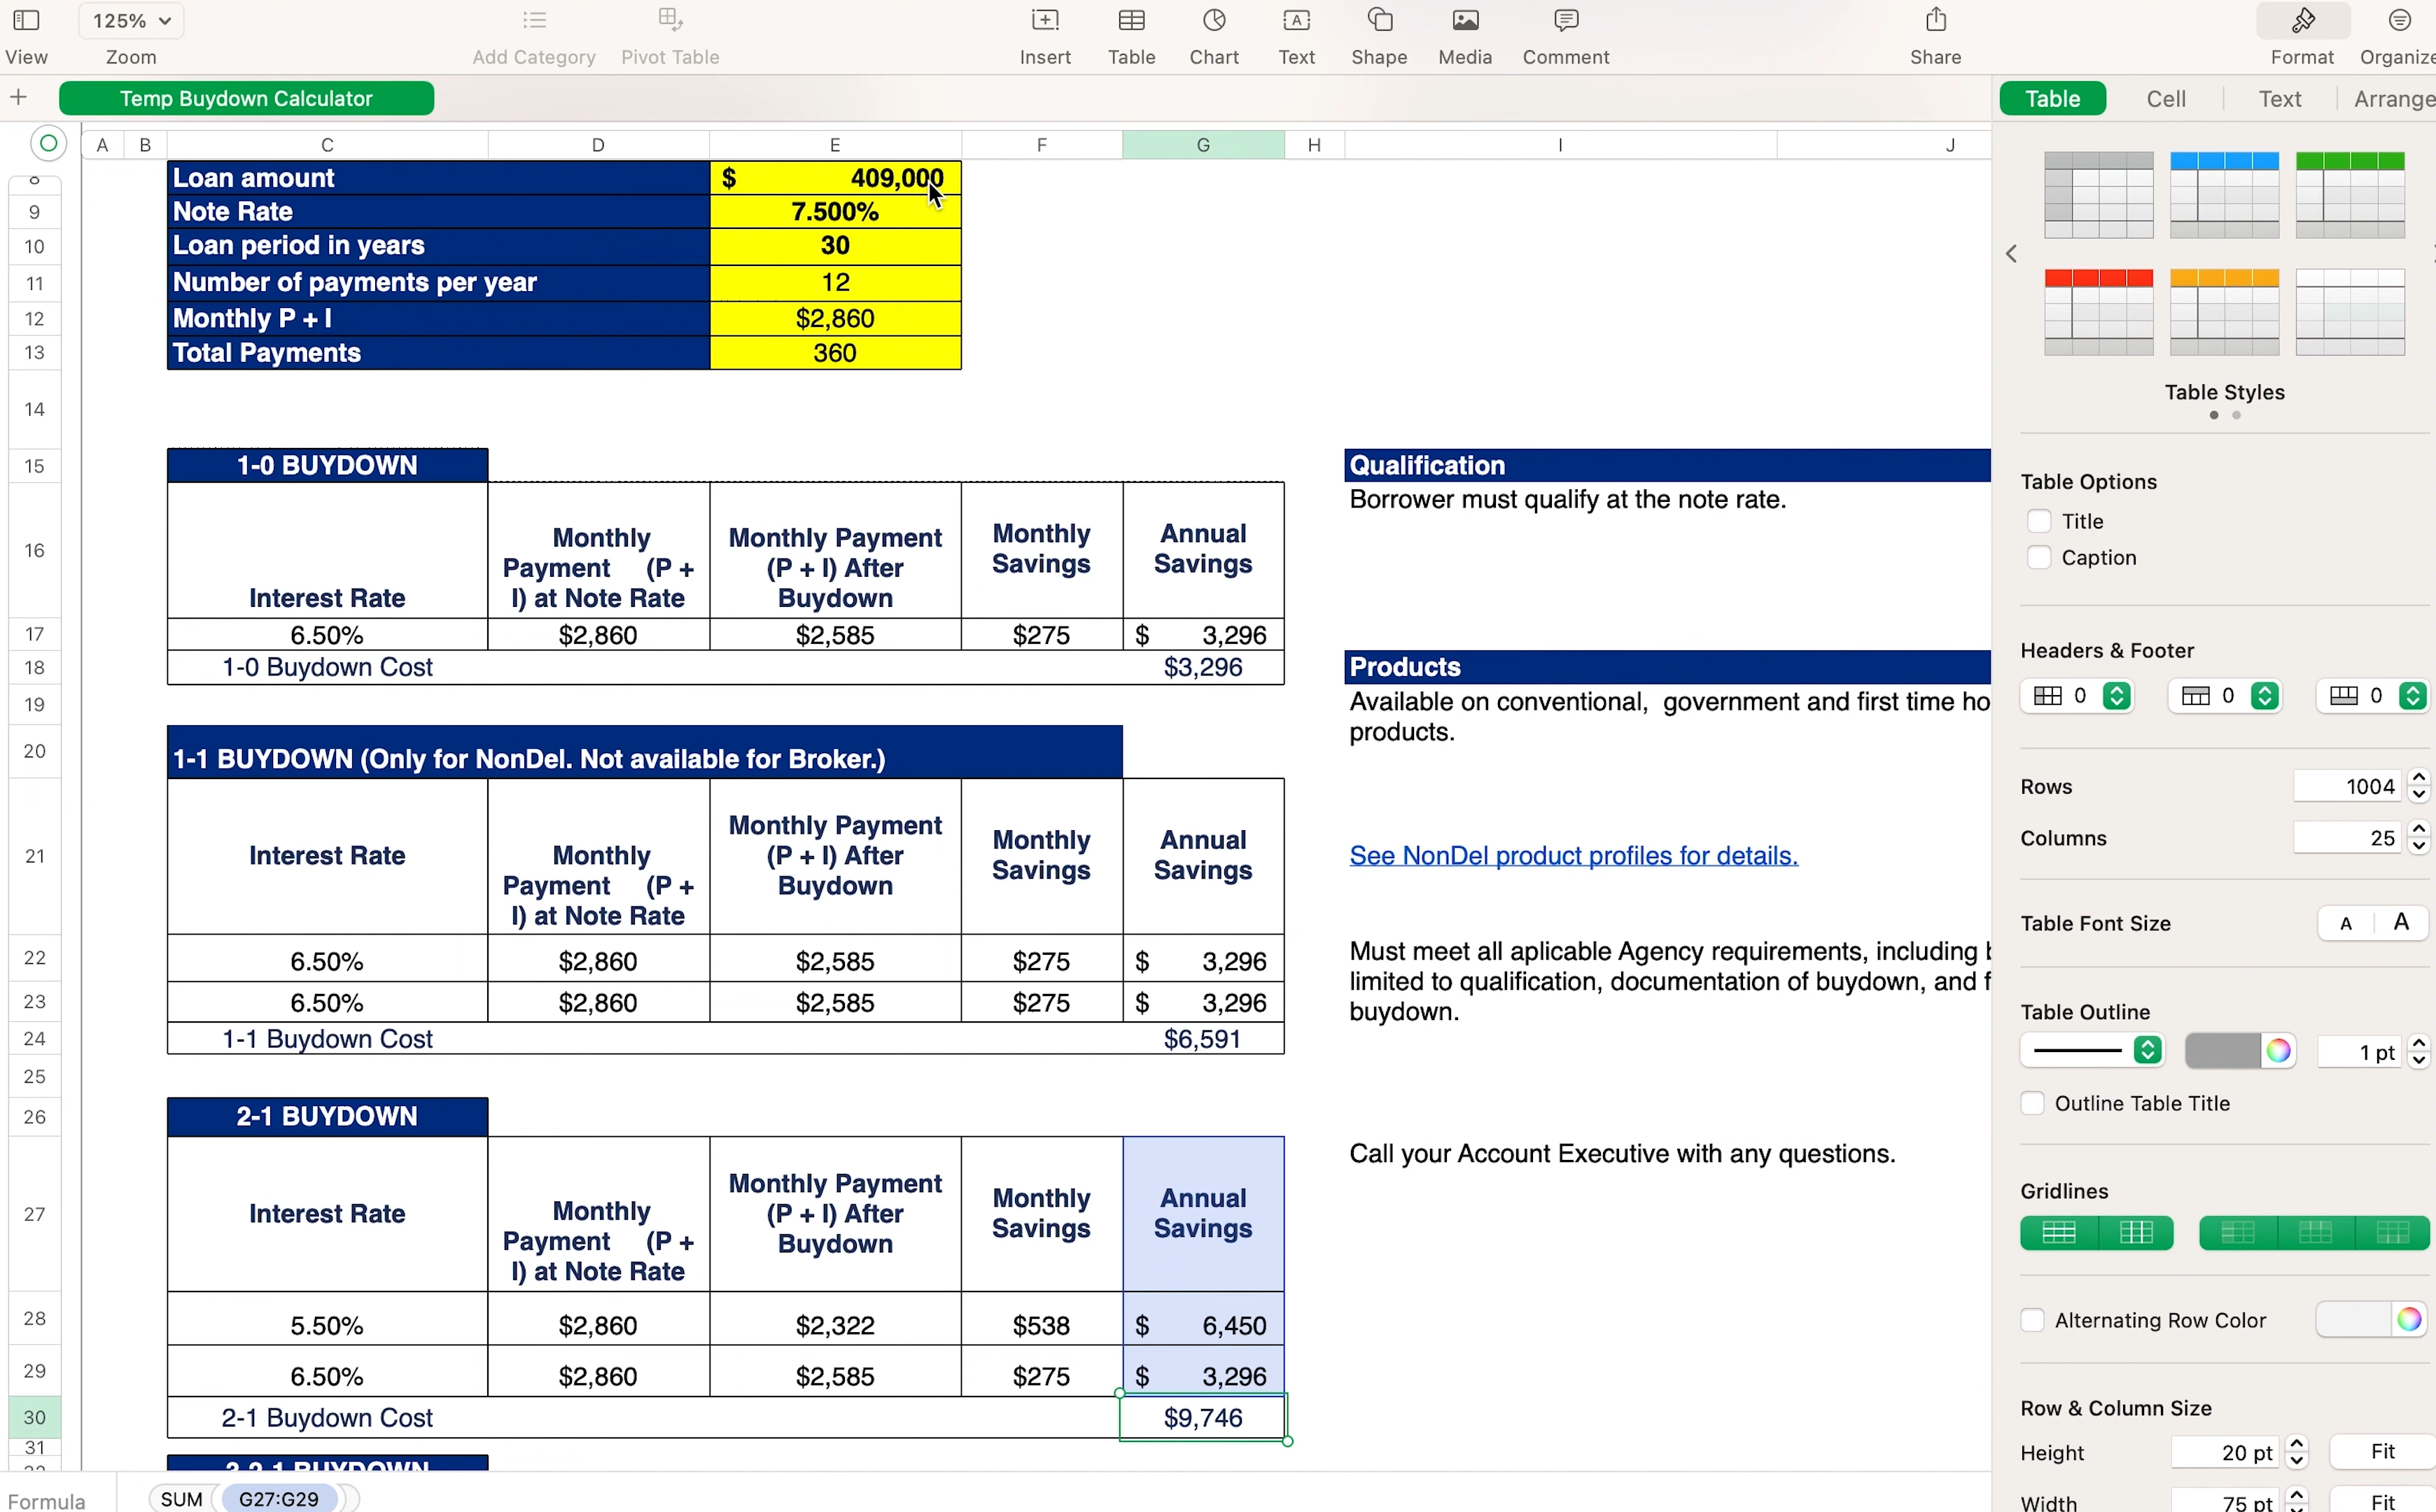 125%
View Zoom Add Category Pivot Table Insert Table Chart Text Shape Media Comment Share Format Organize
+ Temp Buydown Calculator Table Cell Text Arrange
A B C D E F G H I J
8 Loan amount $ 409,000
9 Note Rate 7.500%
10 Loan period in years 30
11 Number of payments per year 12
12 Monthly P + I $2,860
13 Total Payments 360
14
Table Styles
15 1-0 BUYDOWN Qualification
Borrower must qualify at the note rate.
16
Interest Rate
Monthly
Payment (P +
I) at Note Rate
Monthly Payment
(P + I) After
Buydown
Monthly
Savings
Annual
Savings
17 6.50% $2,860 $2,585 $275 $ 3,296
18 1-0 Buydown Cost $3,296 Products
19 Available on conventional, government and first time ho
products.
20 1-1 BUYDOWN (Only for NonDel. Not available for Broker.)
21 Interest Rate
Monthly
Payment (P +
I) at Note Rate
Monthly Payment
(P + I) After
Buydown
Monthly
Savings
Annual
Savings
See NonDel product profiles for details.
22 6.50% $2,860 $2,585 $275 $ 3,296
23 6.50% $2,860 $2,585 $275 $ 3,296
24 1-1 Buydown Cost $6,591
Must meet all aplicable Agency requirements, including
limited to qualification, documentation of buydown, and
buydown.
25
26 2-1 BUYDOWN
27 Interest Rate
Monthly
Payment (P +
I) at Note Rate
Monthly Payment
(P + I) After
Buydown
Monthly
Savings
Annual
Savings
Call your Account Executive with any questions.
28 5.50% $2,860 $2,322 $538 $ 6,450
29 6.50% $2,860 $2,585 $275 $ 3,296
30 2-1 Buydown Cost $9,746
31
3-2-1 BUYDOWN
Formula SUM G27:G29
Table Options
Title
Caption
Headers & Footer
0 0 0
Rows 1004
Columns 25
Table Font Size A A
Table Outline
1 pt
Outline Table Title
Gridlines
Alternating Row Color
Row & Column Size
Height 20 pt Fit
Width 75 pt Fit